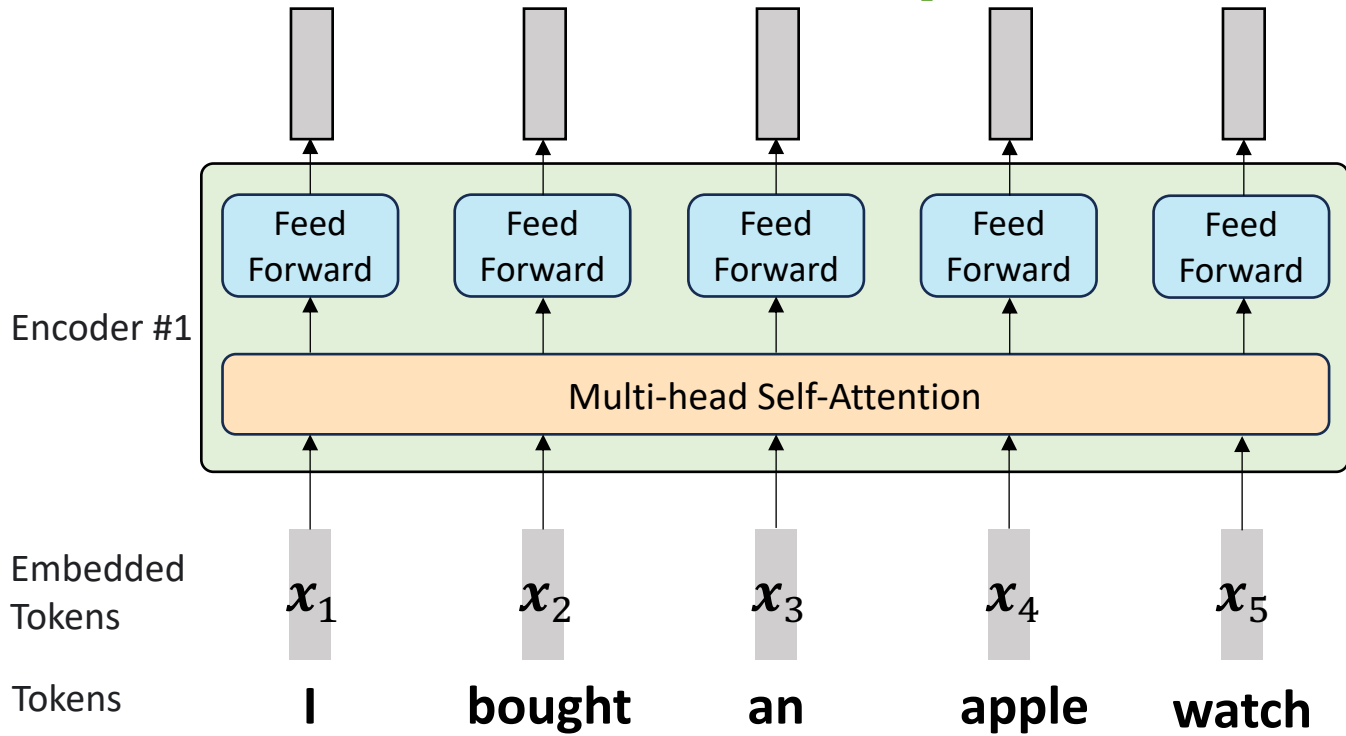 Feed Feed Feed Feed Feed
Forward Forward Forward Forward Forward
Encoder #1
Multi-head Self-Attention
Embedded
Tokens
x₁ x₂ x₃ x₄ x₅
Tokens I bought an apple watch